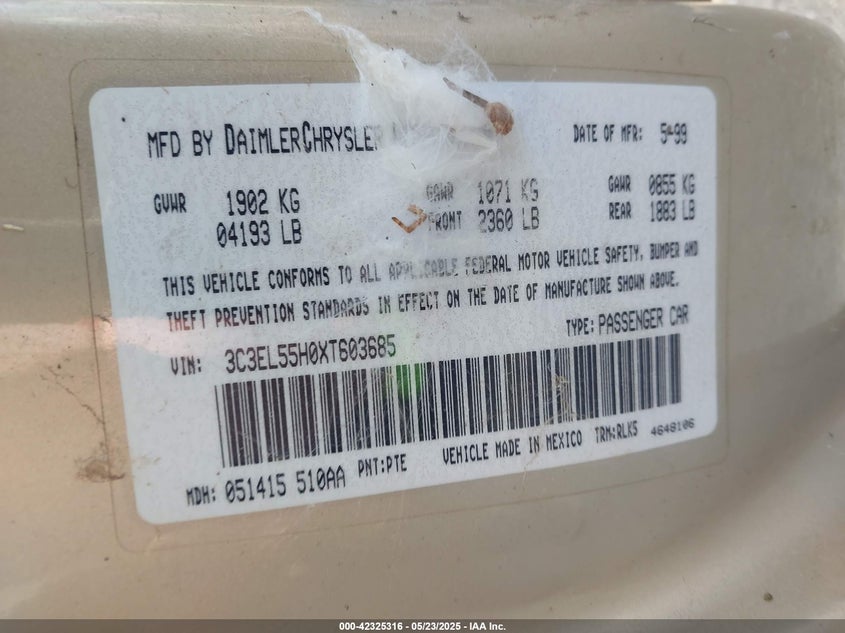 MFD BY DAIMLERCHRYSLER DATE OF MFR: 5-99
GVWR 1902 KG GAWR 1071 KG GAWR 0855 KG
04193 LB FRONT 2360 LB REAR 1883 LB
THIS VEHICLE CONFORMS TO ALL APPLICABLE FEDERAL MOTOR VEHICLE SAFETY, BUMPER AND
THEFT PREVENTION STANDARDS IN EFFECT ON THE DATE OF MANUFACTURE SHOWN ABOVE.
VIN: 3C3EL55H0XT603685 TYPE: PASSENGER CAR
MDH: 051415 510AA PNT:PTE VEHICLE MADE IN MEXICO TRM:RLK5 4648106
000-42325316 - 05/23/2025 - IAA Inc.